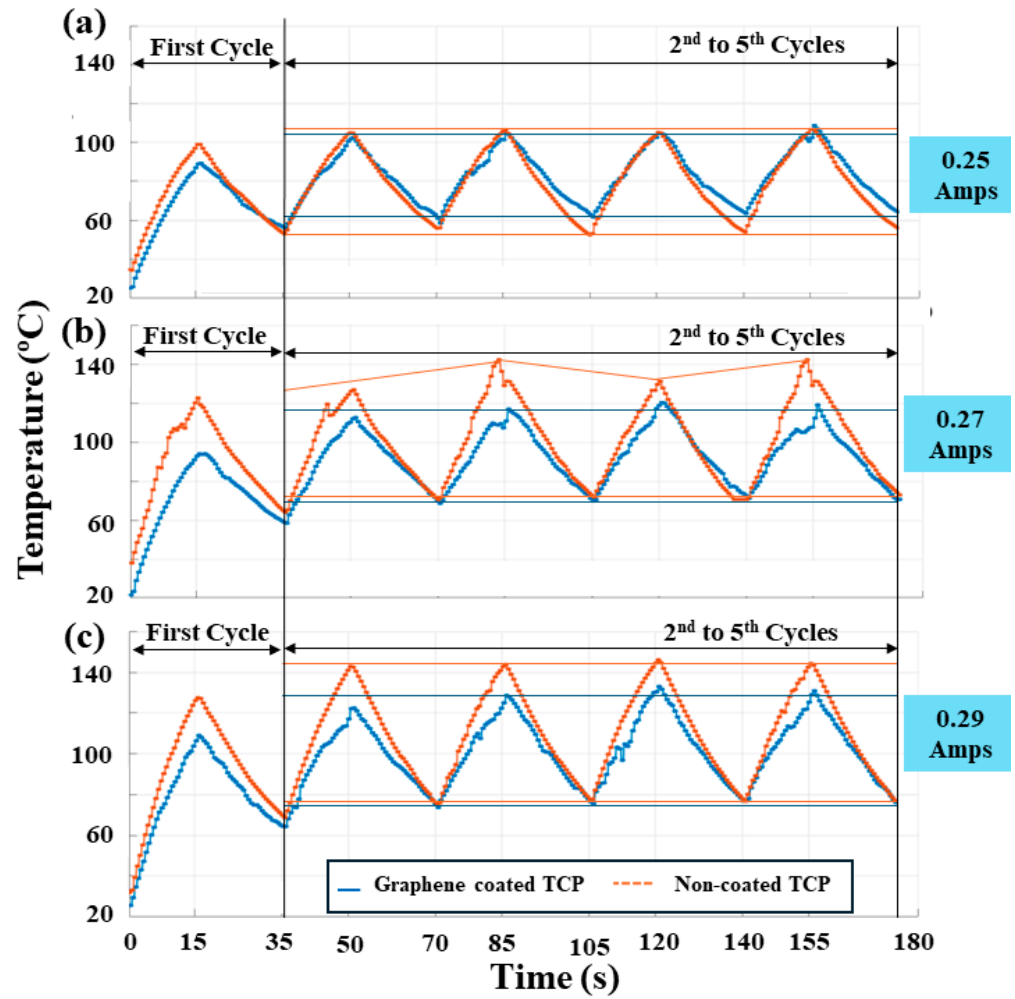 (a)
First Cycle
2nd to 5th Cycles
140
100
60
20
0.25
Amps
(b)
First Cycle
2nd to 5th Cycles
140
100
60
20
0.27
Amps
Temperature (°C)
(c)
First Cycle
2nd to 5th Cycles
140
100
60
20
0.29
Amps
Graphene coated TCP
Non-coated TCP
0 15 35 50 70 85 105 120 140 155 180
Time (s)